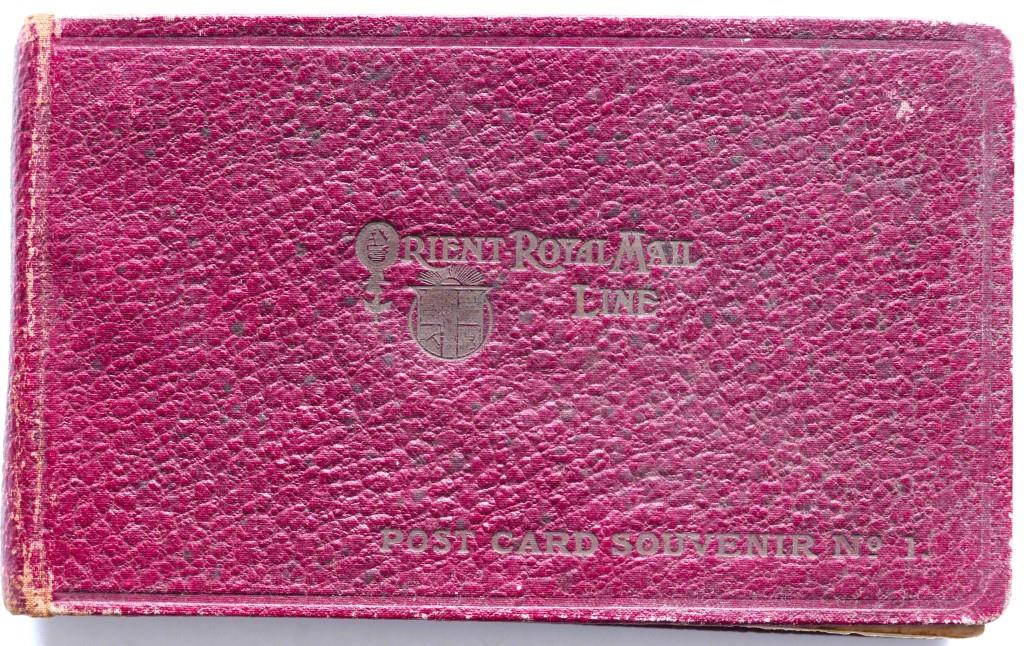 ORIENT ROYAL MAIL
LINE
POST CARD SOUVENIR Nº 1.